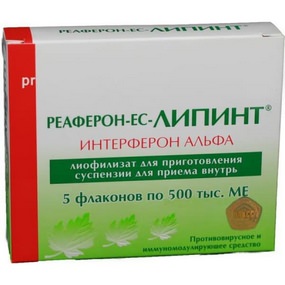 pr
РЕАФЕРОН-ЕС-ЛИПИНТ®
ИНТЕРФЕРОН АЛЬФА
ЛИОФИЛИЗАТ ДЛЯ ПРИГОТОВЛЕНИЯ
СУСПЕНЗИИ ДЛЯ ПРИЕМА ВНУТРЬ
5 флаконов по 500 тыс. МЕ
Противовирусное и
иммуномодулирующее средство